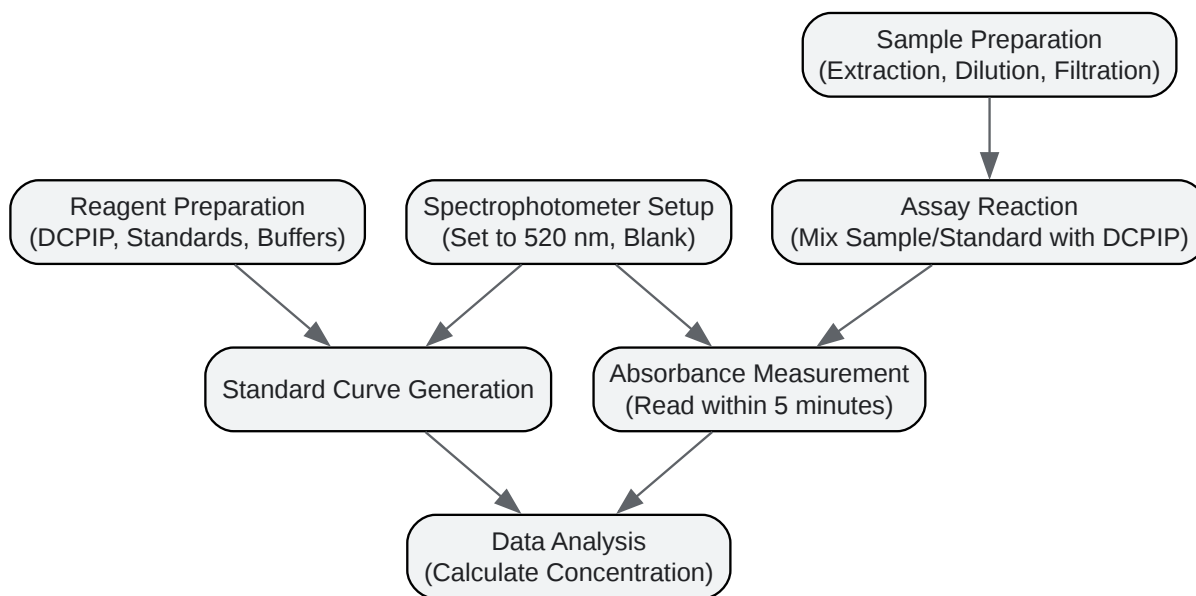 Sample Preparation
(Extraction, Dilution, Filtration)
Reagent Preparation
(DCPIP, Standards, Buffers)
Spectrophotometer Setup
(Set to 520 nm, Blank)
Assay Reaction
(Mix Sample/Standard with DCPIP)
Standard Curve Generation
Absorbance Measurement
(Read within 5 minutes)
Data Analysis
(Calculate Concentration)